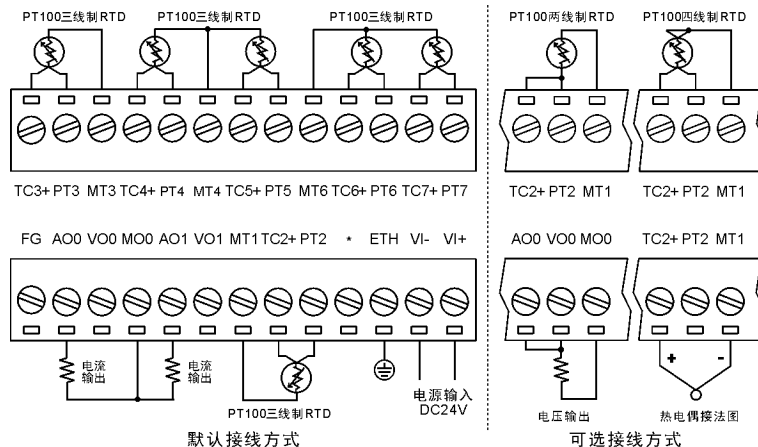 PT100三线制RTD PT100三线制RTD PT100三线制RTD PT100两线制RTD PT100四线制RTD
TC3+ PT3 MT3 TC4+ PT4 MT4 TC5+ PT5 MT6 TC6+ PT6 TC7+ PT7 TC2+ PT2 MT1 TC2+ PT2 MT1
FG AO0 VO0 MO0 AO1 VO1 MT1 TC2+ PT2 * ETH VI- VI+ AO0 VO0 MO0 TC2+ PT2 MT1
电流
输出
电流
输出
PT100三线制RTD
电源输入
DC24V
+ -
电压输出
热电偶接法图
默认接线方式
可选接线方式